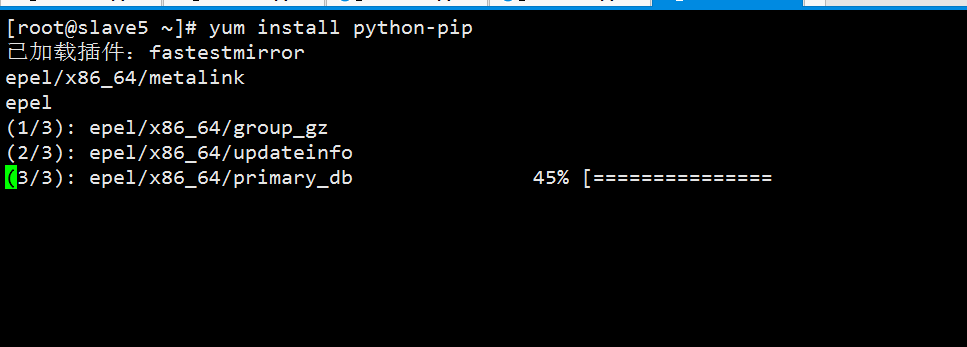 [root@slave5 ~]# yum install python-pip
已加载插件：fastestmirror
epel/x86_64/metalink
epel
(1/3): epel/x86_64/group_gz
(2/3): epel/x86_64/updateinfo
(3/3): epel/x86_64/primary_db 45% [===============